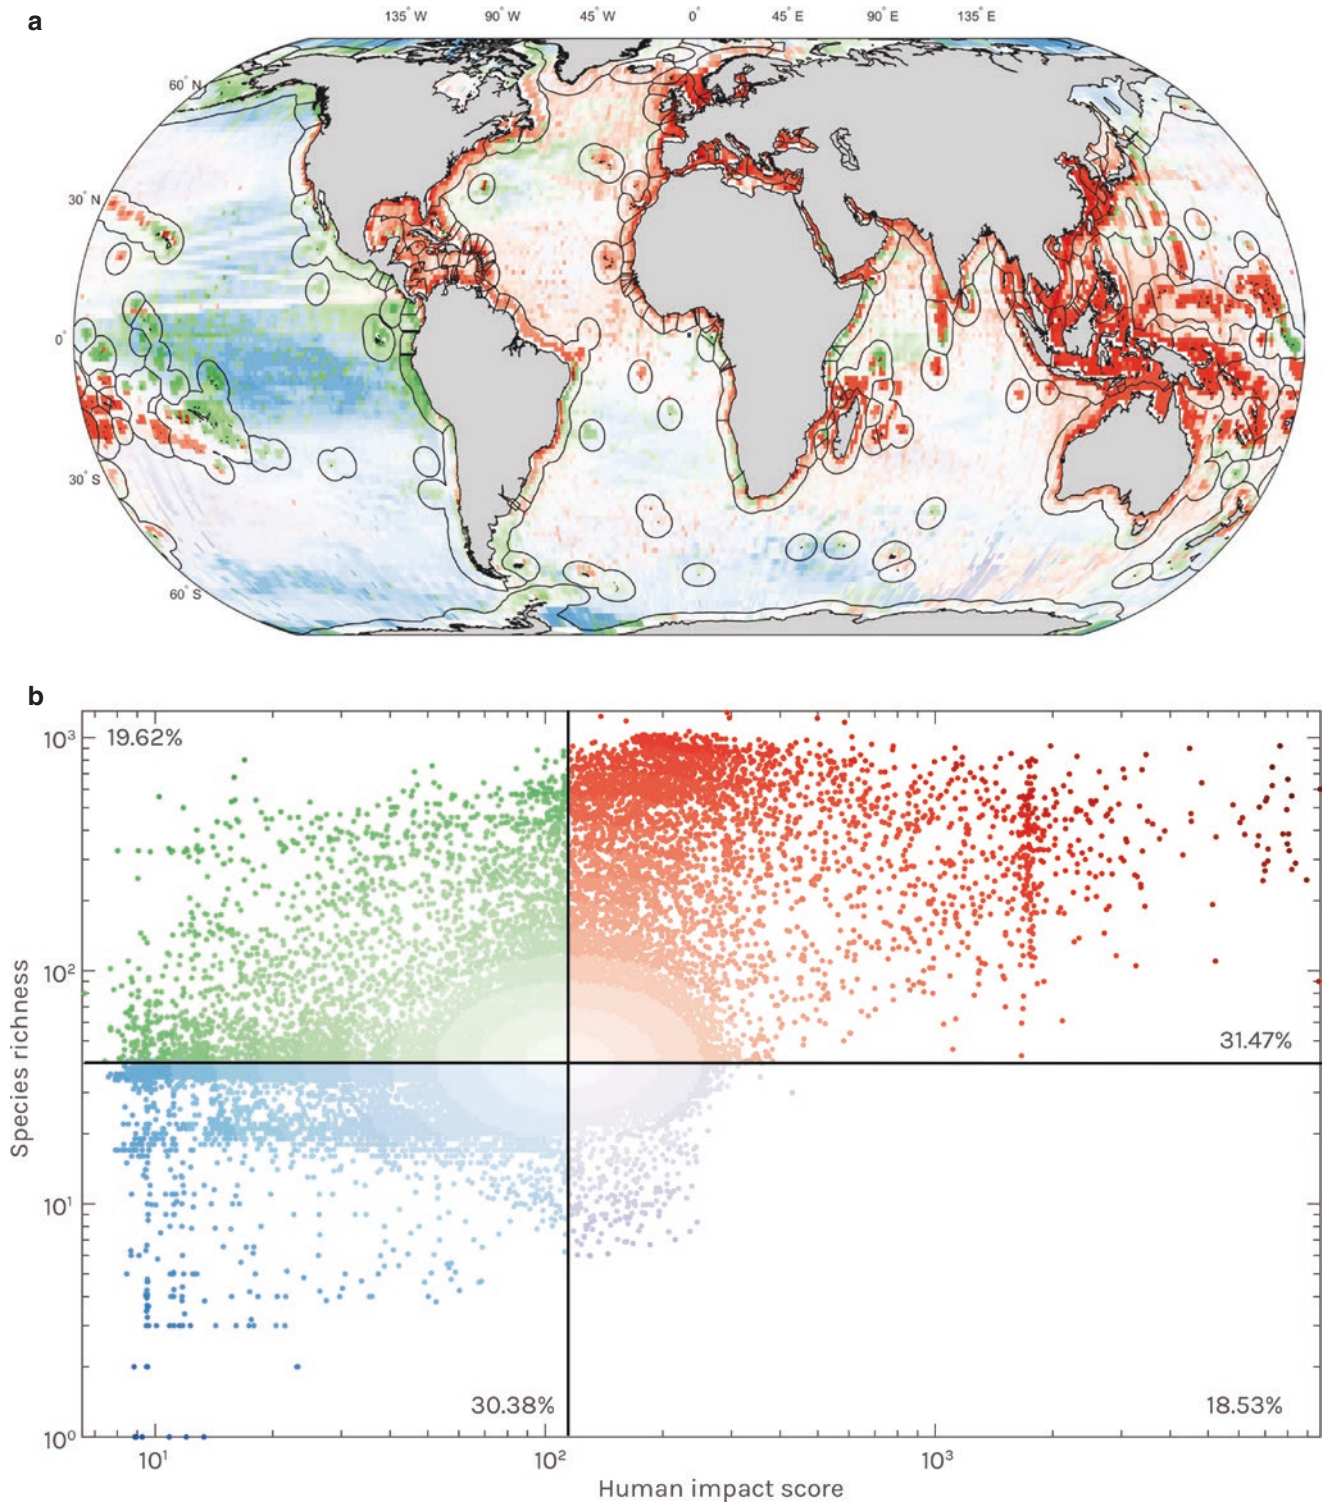 a
135° W 90° W 45° W 0° 45° E 90° E 135° E
60° N
30° N
0°
30° S
60° S
b
10³
19.62%
10²
31.47%
Species richness
10¹
30.38%
18.53%
10⁰
10¹ 10² 10³
Human impact score